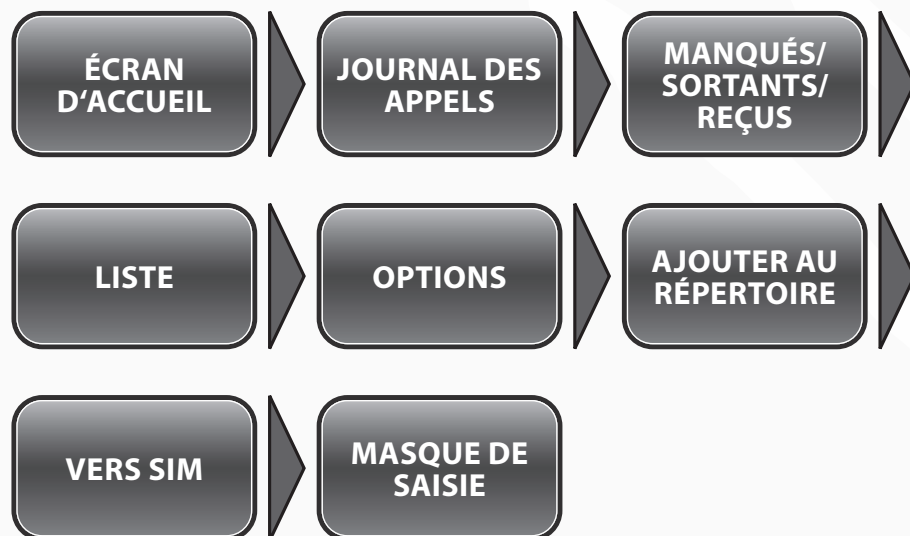 ÉCRAN
D‘ACCUEIL
JOURNAL DES
APPELS
MANQUÉS/
SORTANTS/
REÇUS
LISTE
OPTIONS
AJOUTER AU
RÉPERTOIRE
VERS SIM
MASQUE DE
SAISIE